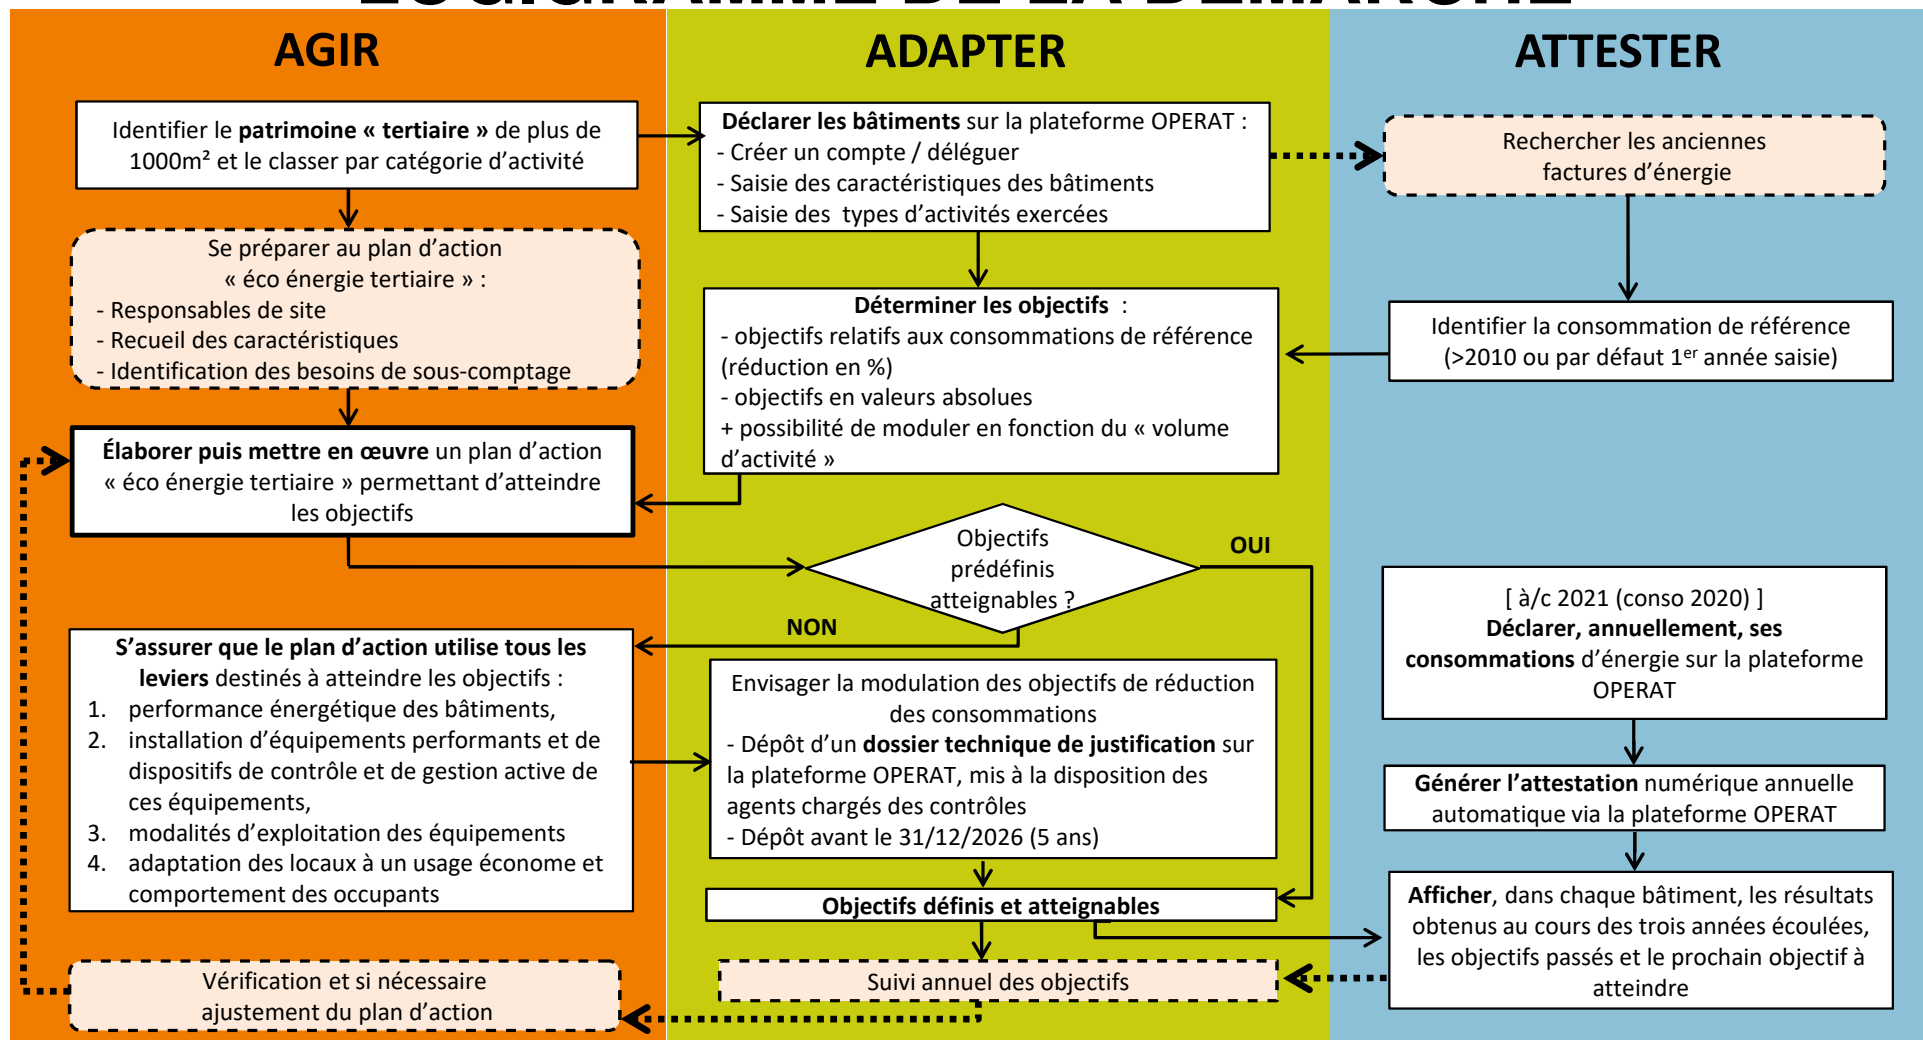 LOGIGRAMME DE LA DEMARCHE
AGIR
Identifier le patrimoine « tertiaire » de plus de
1000m² et le classer par catégorie d’activité
Se préparer au plan d’action
« éco énergie tertiaire » :
- Responsables de site
- Recueil des caractéristiques
- Identification des besoins de sous-comptage
Élaborer puis mettre en œuvre un plan d’action
« éco énergie tertiaire » permettant d’atteindre
les objectifs
S’assurer que le plan d’action utilise tous les
leviers destinés à atteindre les objectifs :
1. performance énergétique des bâtiments,
2. installation d’équipements performants et de
dispositifs de contrôle et de gestion active de
ces équipements,
3. modalités d’exploitation des équipements
4. adaptation des locaux à un usage économe et
comportement des occupants
Vérification et si nécessaire
ajustement du plan d’action
ADAPTER
Déclarer les bâtiments sur la plateforme OPERAT :
- Créer un compte / déléguer
- Saisie des caractéristiques des bâtiments
- Saisie des types d’activités exercées
Déterminer les objectifs :
- objectifs relatifs aux consommations de référence
(réduction en %)
- objectifs en valeurs absolues
+ possibilité de moduler en fonction du « volume
d’activité »
Objectifs
prédéfinis
atteignables ?
OUI
NON
Envisager la modulation des objectifs de réduction
des consommations
- Dépôt d’un dossier technique de justification sur
la plateforme OPERAT, mis à la disposition des
agents chargés des contrôles
- Dépôt avant le 31/12/2026 (5 ans)
Objectifs définis et atteignables
Suivi annuel des objectifs
ATTESTER
Rechercher les anciennes
factures d’énergie
Identifier la consommation de référence
(>2010 ou par défaut 1er année saisie)
[ à/c 2021 (conso 2020) ]
Déclarer, annuellement, ses
consommations d’énergie sur la plateforme
OPERAT
Générer l’attestation numérique annuelle
automatique via la plateforme OPERAT
Afficher, dans chaque bâtiment, les résultats
obtenus au cours des trois années écoulées,
les objectifs passés et le prochain objectif à
atteindre